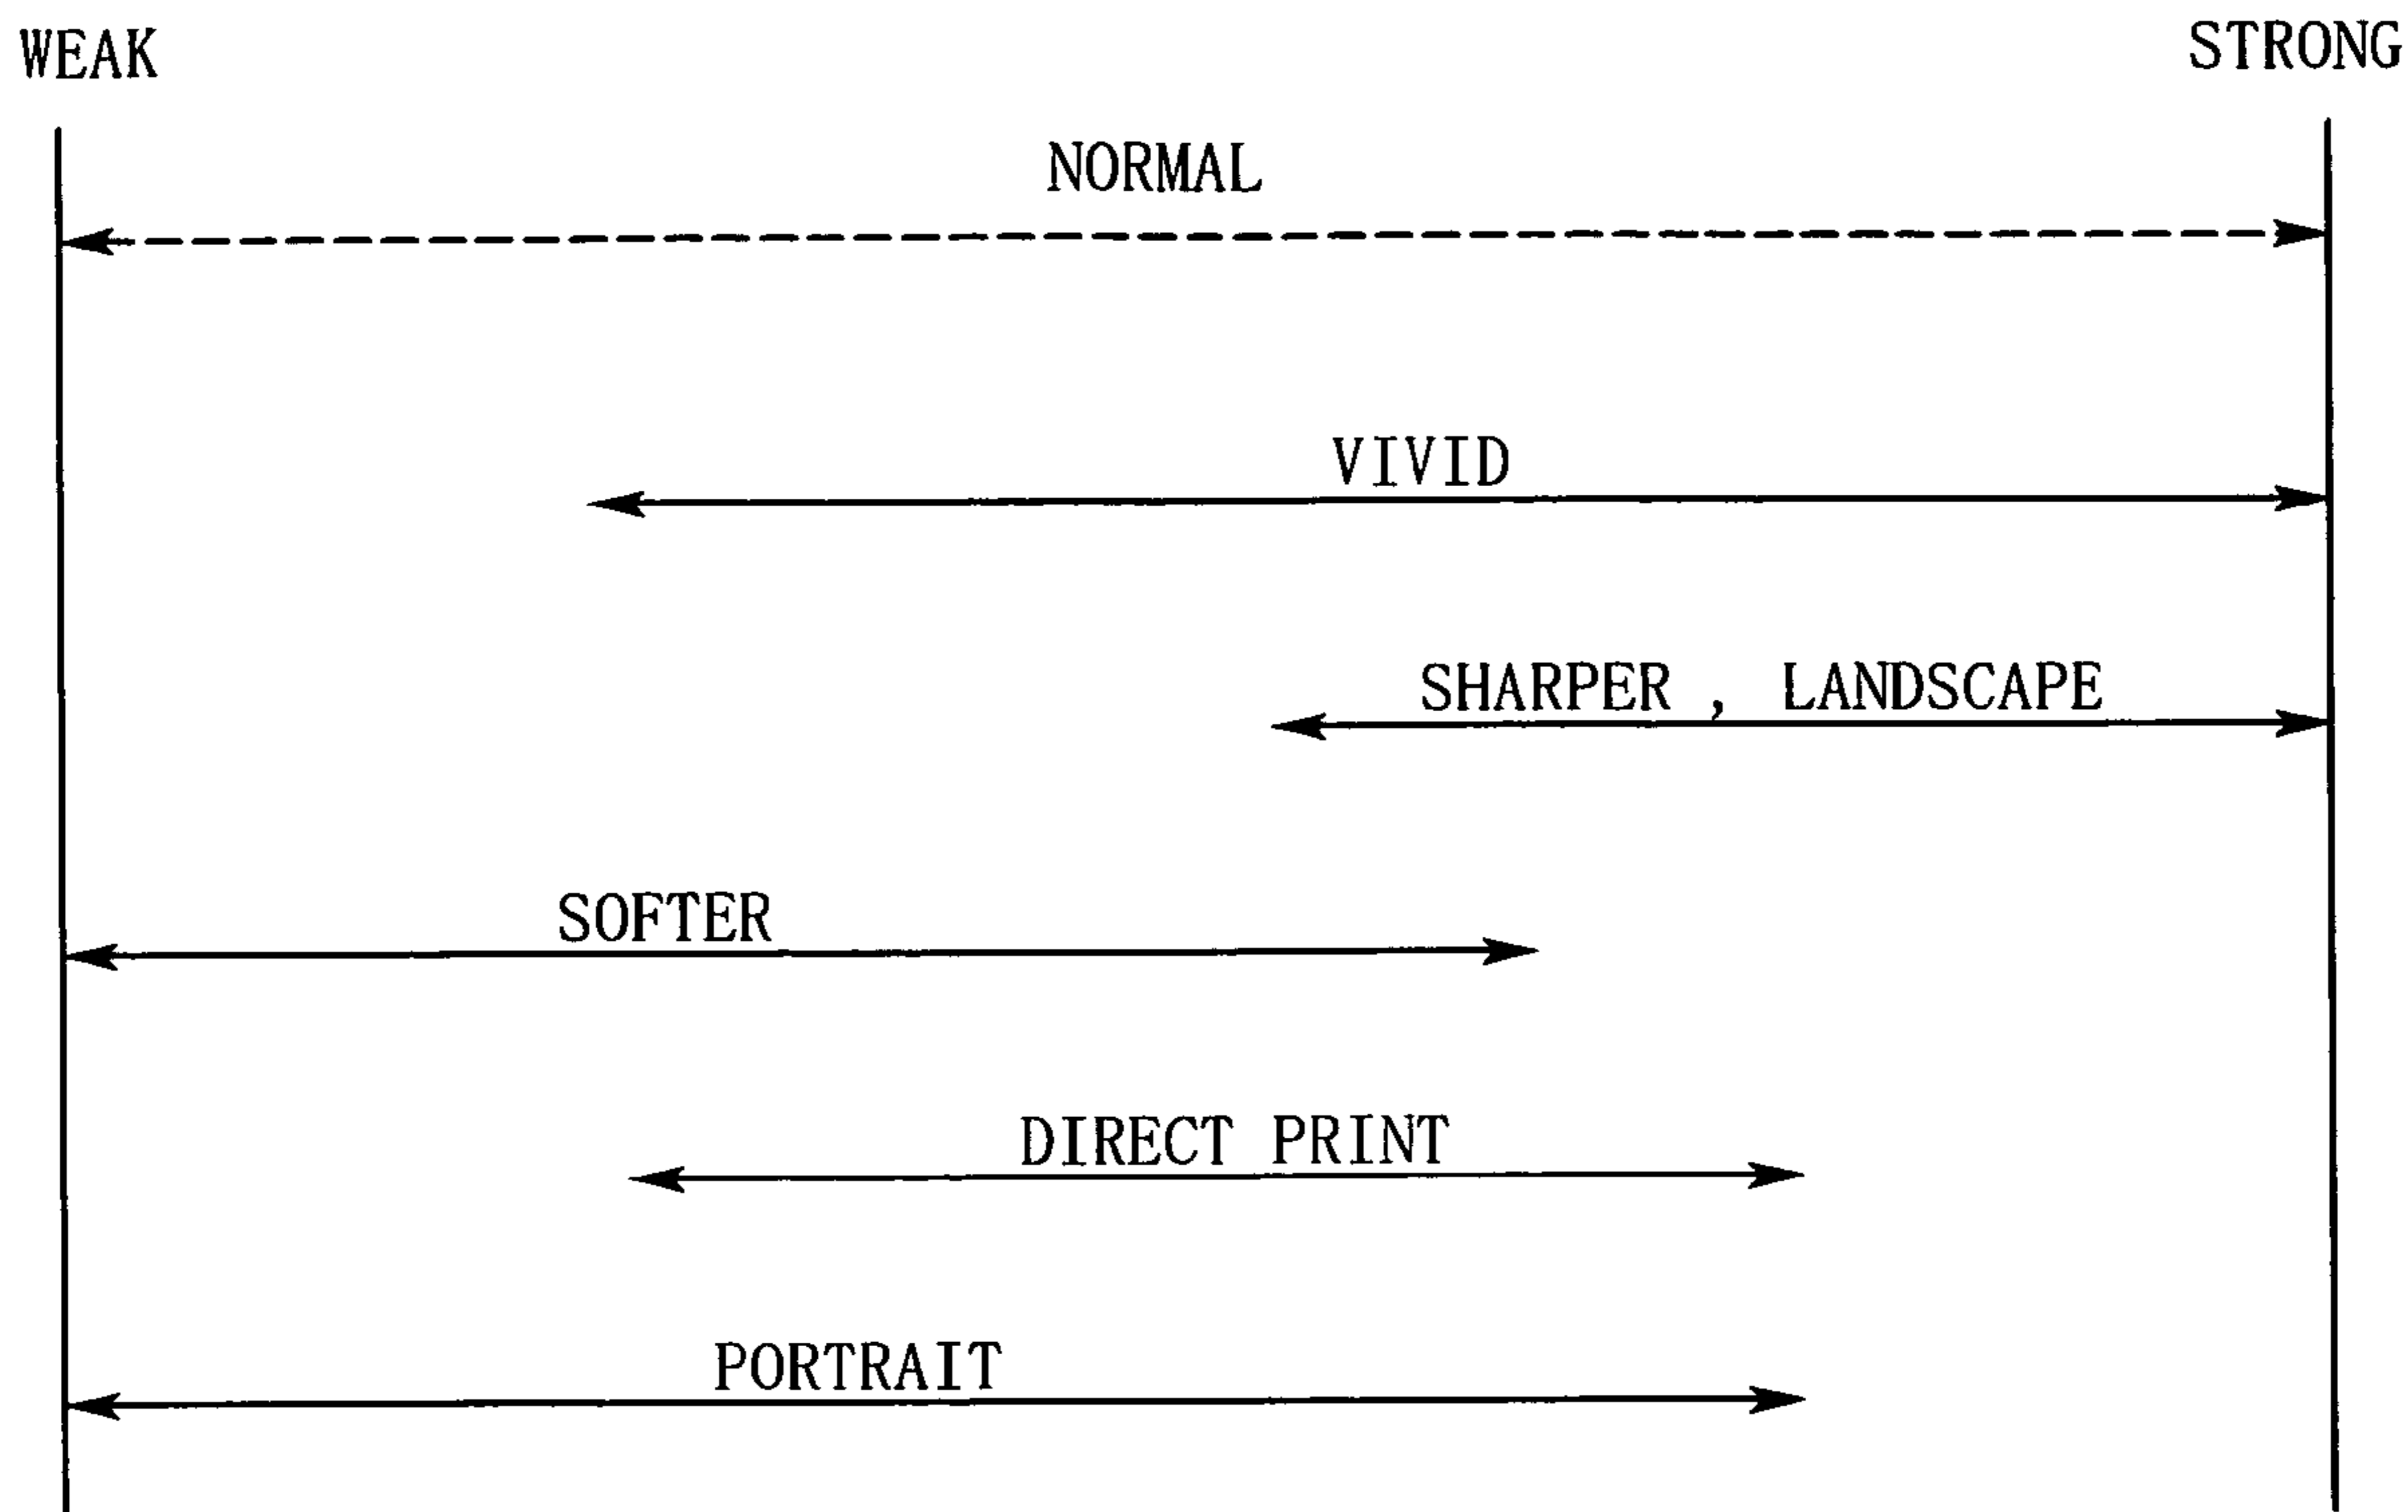 WEAK STRONG
NORMAL
VIVID
SHARPER , LANDSCAPE
SOFTER
DIRECT PRINT
PORTRAIT